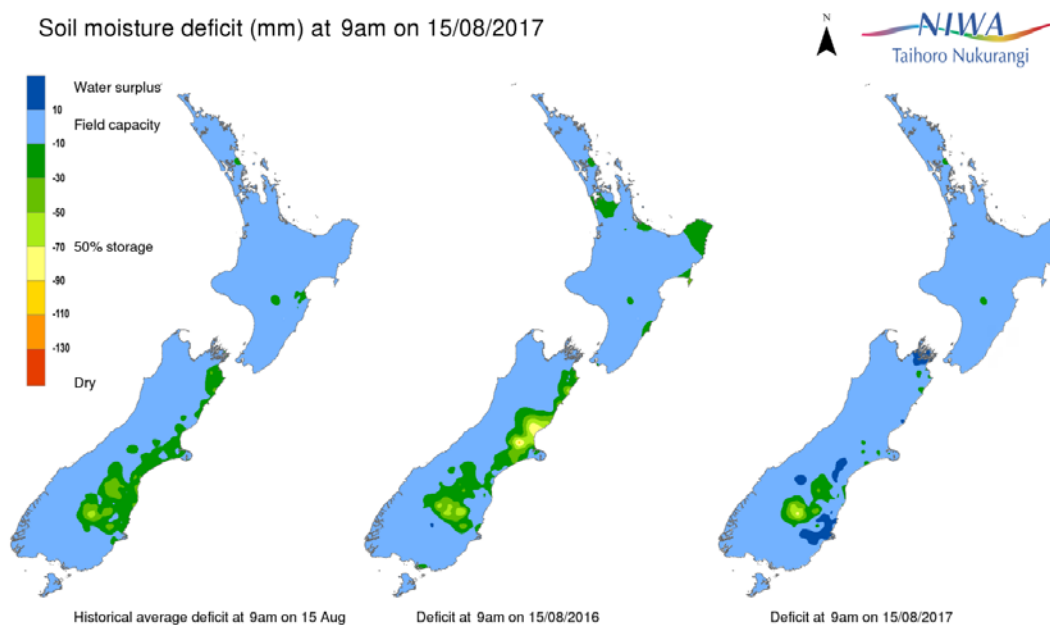 Soil moisture deficit (mm) at 9am on 15/08/2017
N
NIWA
Taihoro Nukurangi
Water surplus
10
Field capacity
-10
-30
-50
50% storage
-70
-90
-110
-130
Dry
Historical average deficit at 9am on 15 Aug
Deficit at 9am on 15/08/2016
Deficit at 9am on 15/08/2017